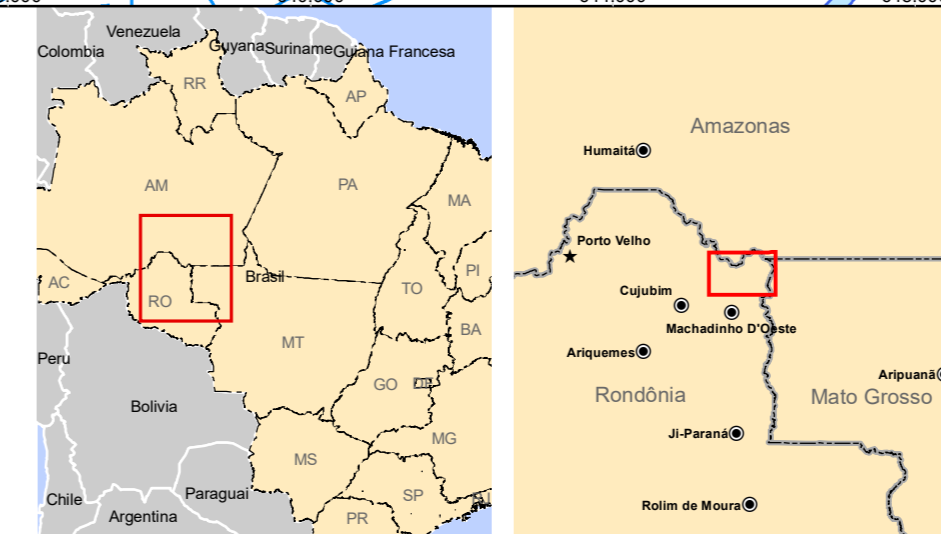 Venezuela
Colombia
Guyana
Suriname
Guiana Francesa
RR
AP
AM
PA
MA
AC
RO
Brasil
TO
PI
BA
MT
Peru
GO
DF
Bolivia
MG
MS
Chile
Paraguai
SP
Argentina
PR
Amazonas
Humaitá
Porto Velho
Cujubim
Machadinho D'Oeste
Ariquemes
Aripuanã
Rondônia
Mato Grosso
Ji-Paraná
Rolim de Moura